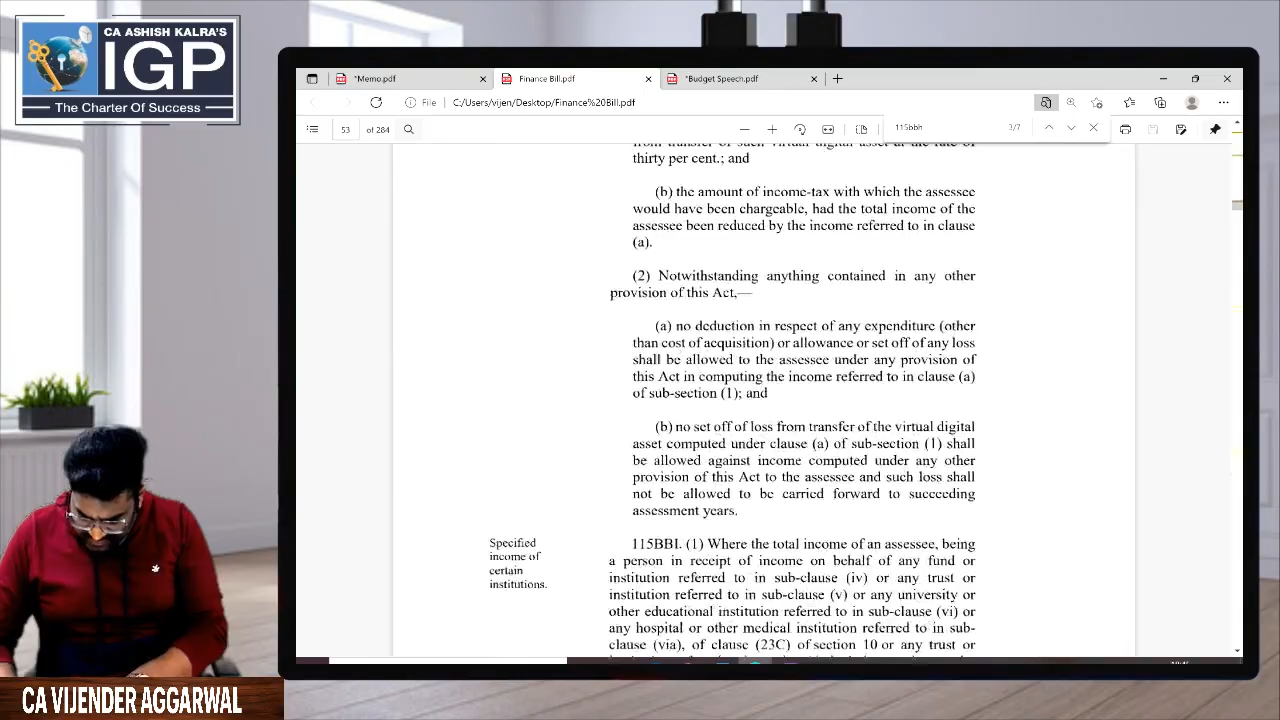 CA ASHISH KALRA'S
IGP
The Charter Of Success
*Memo.pdf
Finance Bill.pdf
*Budget Speech.pdf
File
C:/Users/vijen/Desktop/Finance%20Bill.pdf
53
of 284
115bbh
3/7
from transfer of such virtual digital asset at the rate of
thirty per cent.; and
(b) the amount of income-tax with which the assessee
would have been chargeable, had the total income of the
assessee been reduced by the income referred to in clause
(a).
(2) Notwithstanding anything contained in any other
provision of this Act,—
(a) no deduction in respect of any expenditure (other
than cost of acquisition) or allowance or set off of any loss
shall be allowed to the assessee under any provision of
this Act in computing the income referred to in clause (a)
of sub-section (1); and
(b) no set off of loss from transfer of the virtual digital
asset computed under clause (a) of sub-section (1) shall
be allowed against income computed under any other
provision of this Act to the assessee and such loss shall
not be allowed to be carried forward to succeeding
assessment years.
Specified
income of
certain
institutions.
115BBI. (1) Where the total income of an assessee, being
a person in receipt of income on behalf of any fund or
institution referred to in sub-clause (iv) or any trust or
institution referred to in sub-clause (v) or any university or
other educational institution referred to in sub-clause (vi) or
any hospital or other medical institution referred to in sub-
clause (via), of clause (23C) of section 10 or any trust or
CA VIJENDER AGGARWAL